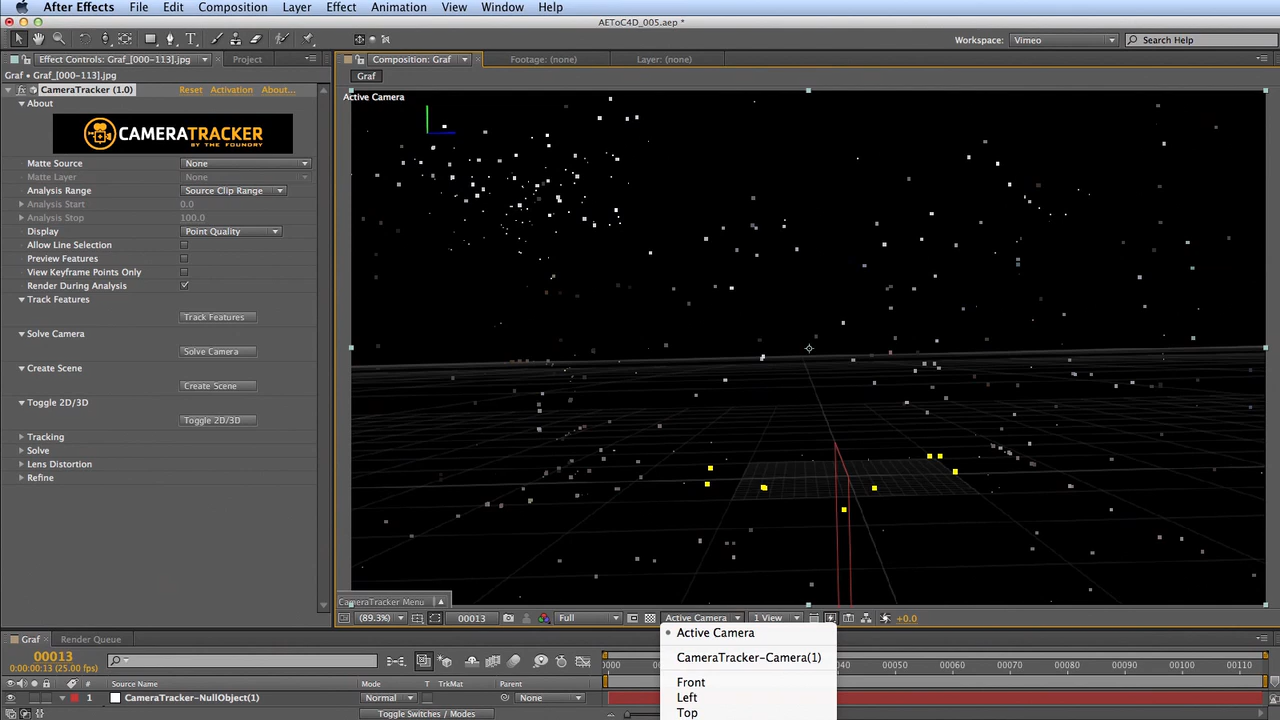 After Effects File Edit Composition Layer Effect Animation View Window Help
AEToC4D_005.aep *
Workspace: Vimeo Search Help
Effect Controls: Graf_[000-113].jpg Project Composition: Graf Footage: (none) Layer: (none)
Graf • Graf_[000-113].jpg Graf
fx CameraTracker (1.0) Reset Activation About...
Active Camera
About
CAMERATRACKER
BY THE FOUNDRY
Matte Source None
Matte Layer None
Analysis Range Source Clip Range
Analysis Start 0.0
Analysis Stop 100.0
Display Point Quality
Allow Line Selection
Preview Features
View Keyframe Points Only
Render During Analysis
Track Features
Track Features
Solve Camera
Solve Camera
Create Scene
Create Scene
Toggle 2D/3D
Toggle 2D/3D
Tracking
Solve
Lens Distortion
Refine
CameraTracker Menu
(89.3%) 00013 Full Active Camera 1 View +0.0
Active Camera
CameraTracker-Camera(1)
Front
Left
Top
Graf Render Queue
00013
0:00:00:13 (25.00 fps)
0000 00040 00050 00060 00070 00080 00090 00100 00110
# Source Name Mode T TrkMat Parent
1 CameraTracker-NullObject(1) Normal None
Toggle Switches / Modes